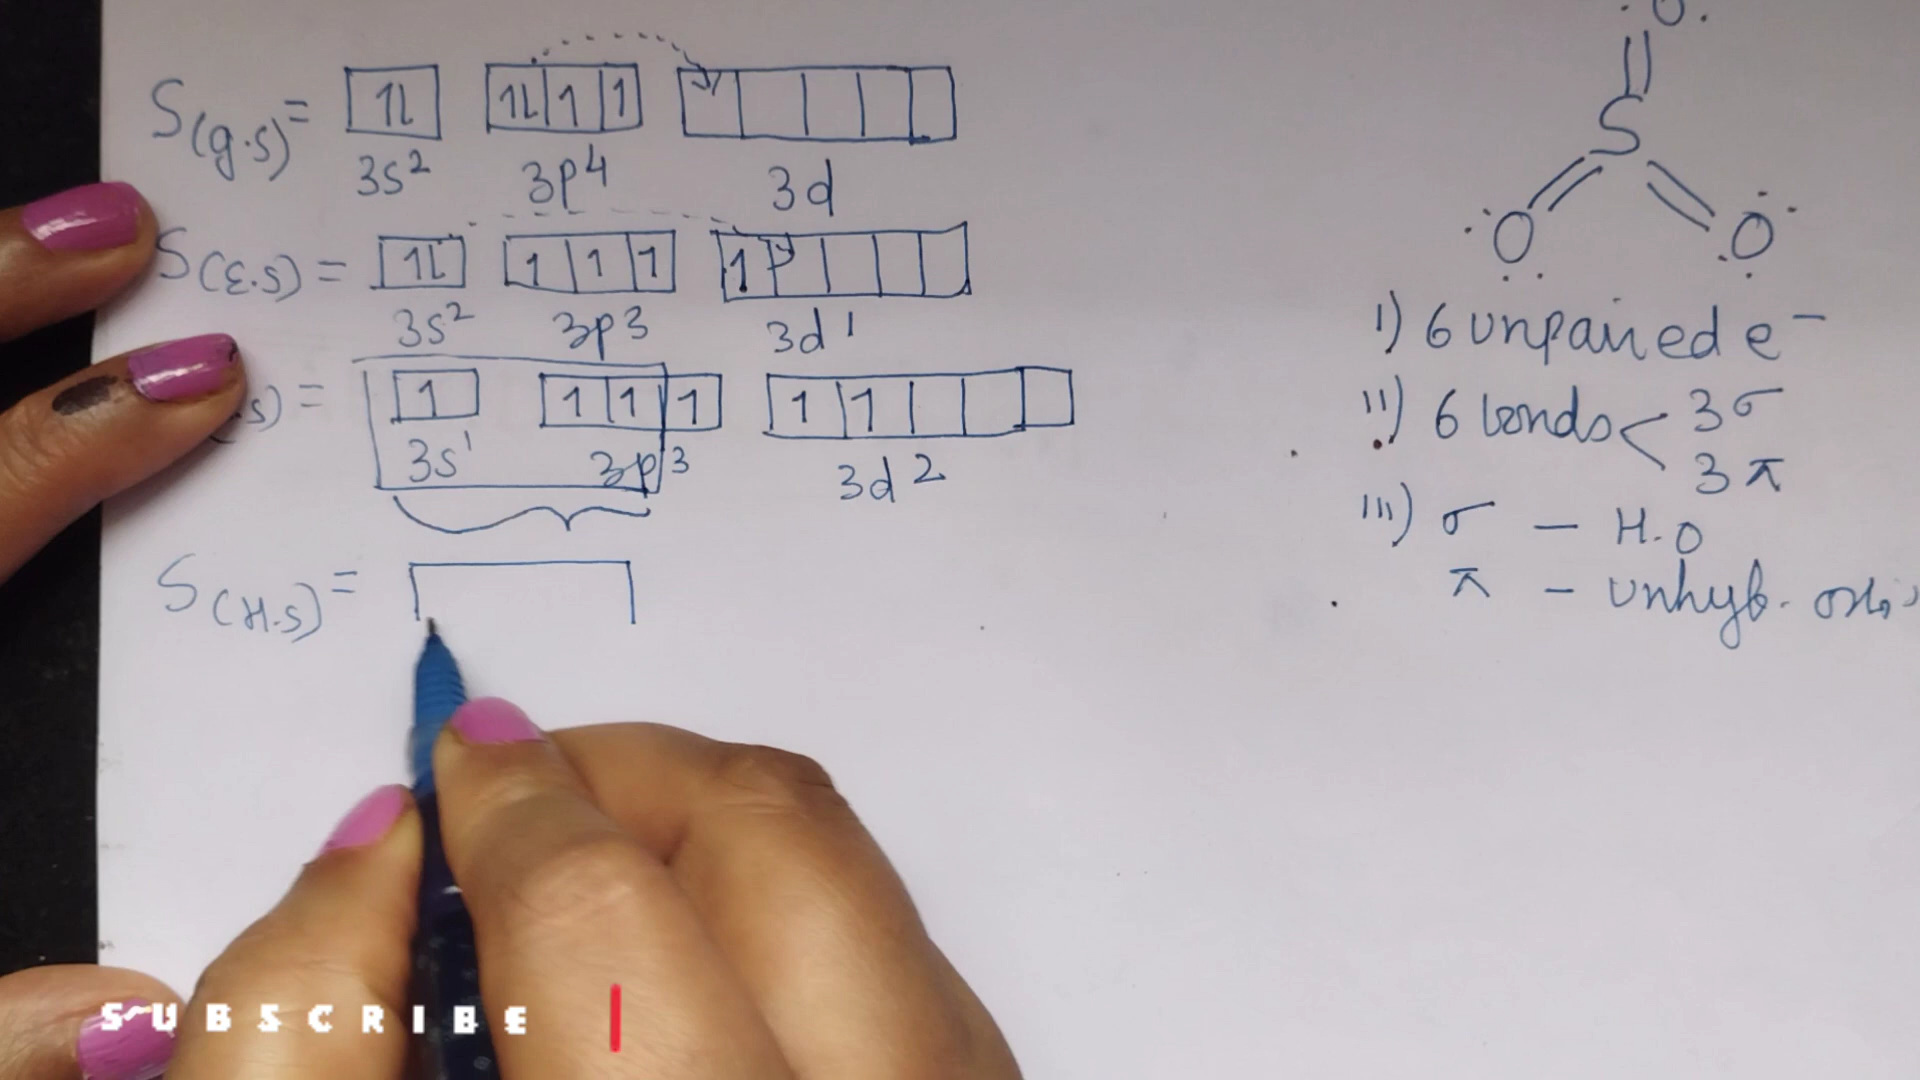 S(g.s) = 1L 1L 1 1
3s² 3p⁴ 3d
S(E.S) = 1L 1 1 1 1
3s² 3p³ 3d¹
s) = 1 1 1 1 1 1
3s¹ 3p³ 3d²
S(H.S) =
O
S
O O
I) 6 unpaired e⁻
II) 6 bonds < 3σ
3π
III) σ — H.O
π — unhyb.
SUBSCRIBE